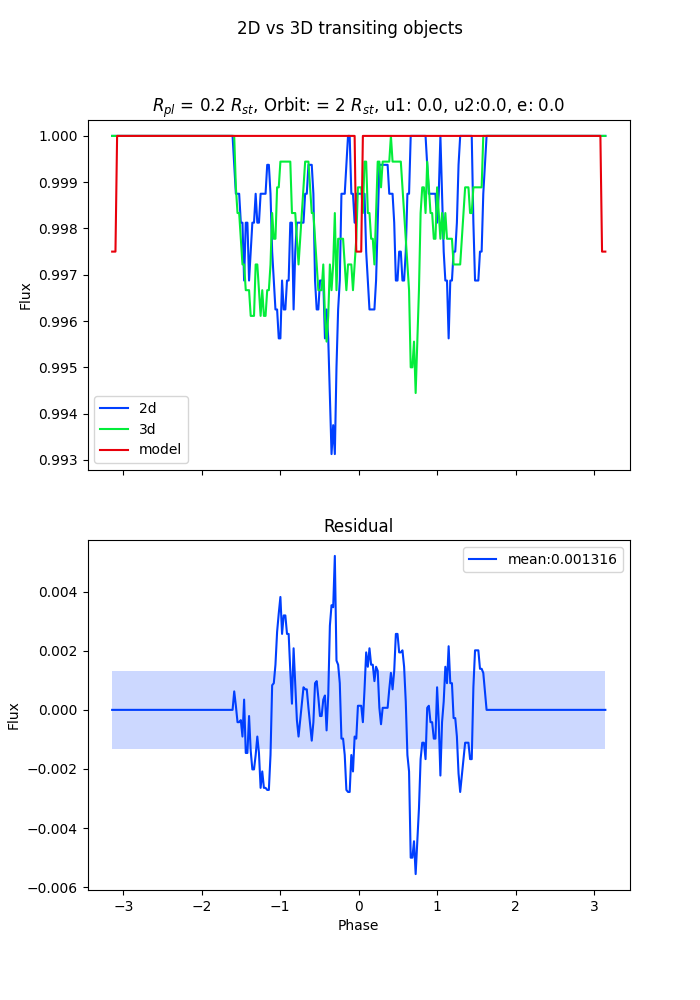 2D vs 3D transiting objects
R_pl = 0.2 R_st, Orbit: = 2 R_st, u1: 0.0, u2:0.0, e: 0.0
1.000
0.999
0.998
0.997
0.996
0.995
0.994
0.993
Flux
2d
3d
model
Residual
mean:0.001316
0.004
0.002
0.000
−0.002
−0.004
−0.006
Flux
−3 −2 −1 0 1 2 3
Phase